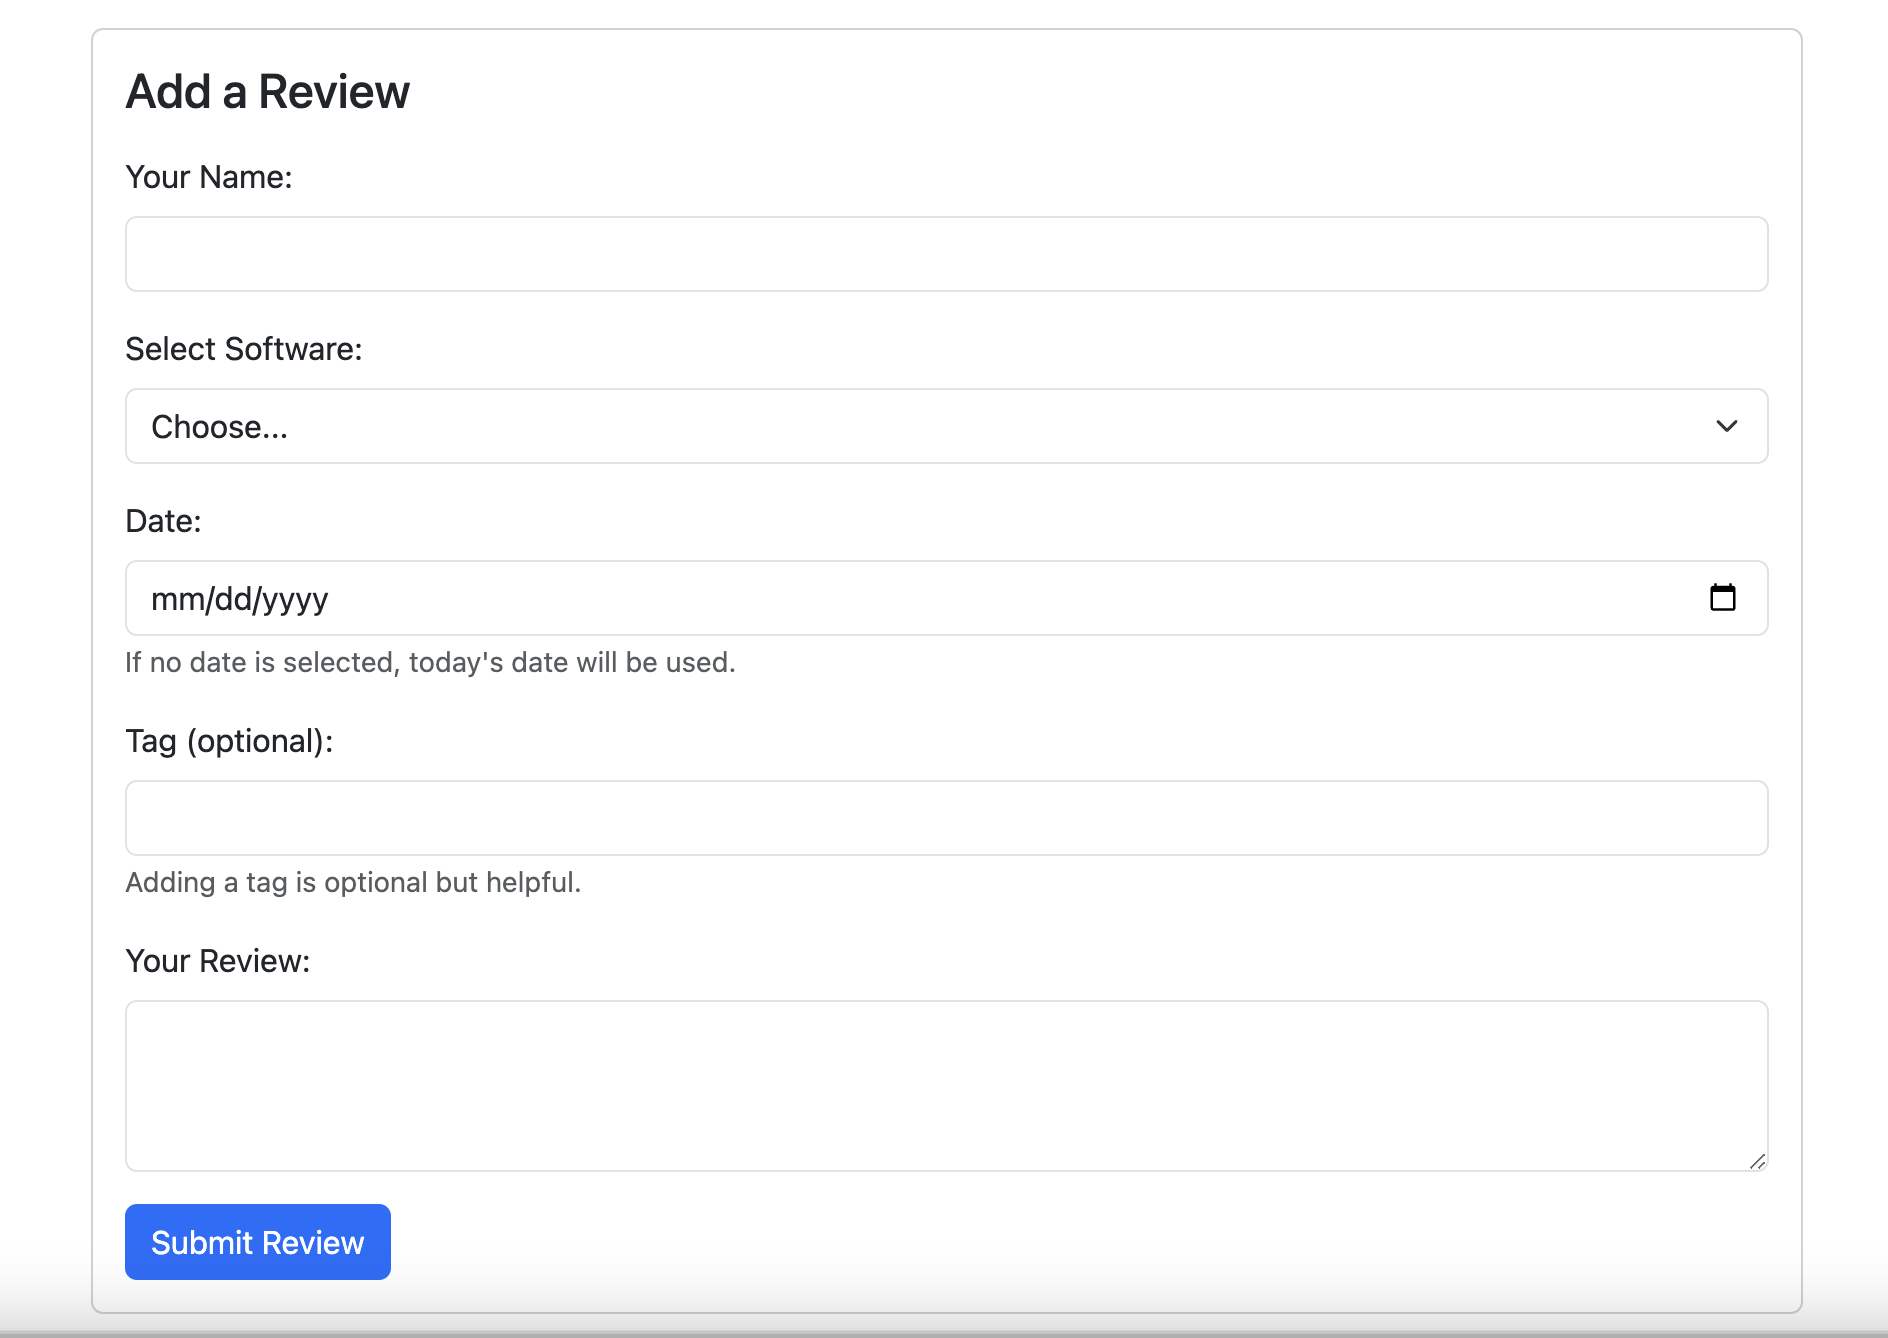 Add a Review
Your Name:
Select Software:
Choose...
Date:
mm/dd/yyyy
If no date is selected, today's date will be used.
Tag (optional):
Adding a tag is optional but helpful.
Your Review:
Submit Review